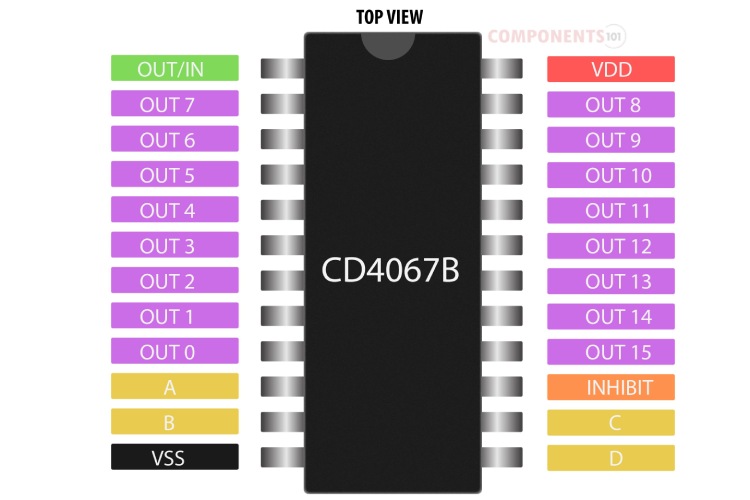 TOP VIEW
COMPONENTS101
OUT/IN
VDD
OUT 7
OUT 8
OUT 6
OUT 9
OUT 5
OUT 10
OUT 4
OUT 11
OUT 3
OUT 12
CD4067B
OUT 2
OUT 13
OUT 1
OUT 14
OUT 0
OUT 15
A
INHIBIT
B
C
VSS
D